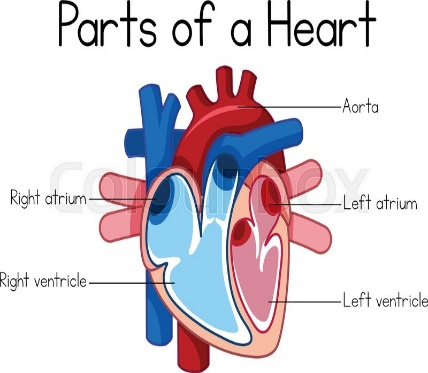 Parts of a Heart
Aorta
Right atrium
Left atrium
Right ventricle
Left ventricle